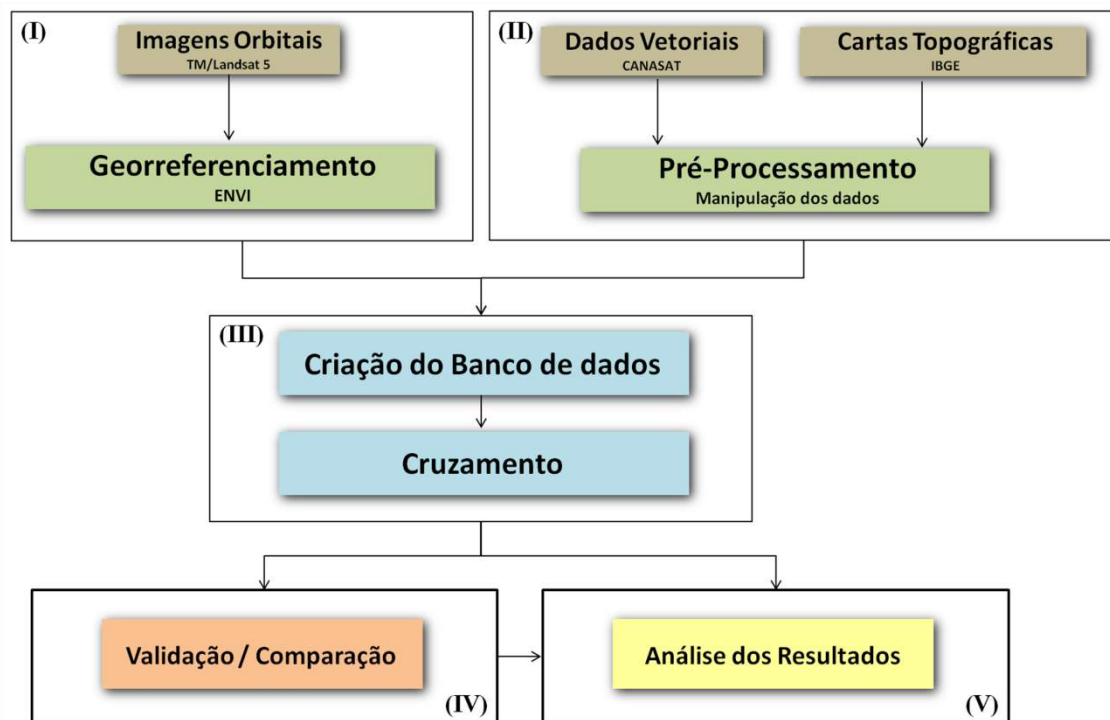 (I)
Imagens Orbitais
TM/Landsat 5
Georreferenciamento
ENVI
(II)
Dados Vetoriais
CANASAT
Cartas Topográficas
IBGE
Pré-Processamento
Manipulação dos dados
(III)
Criação do Banco de dados
Cruzamento
Validação / Comparação
(IV)
Análise dos Resultados
(V)